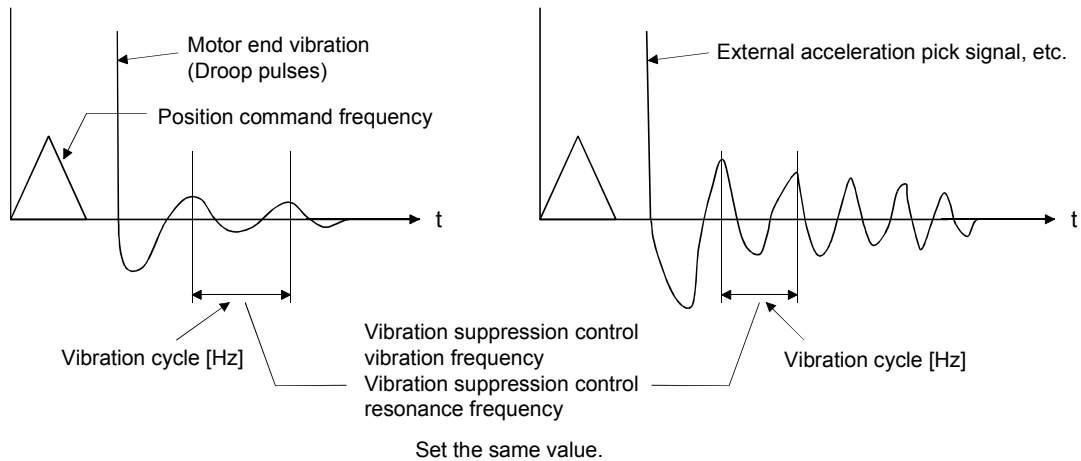 Motor end vibration
(Droop pulses)
Position command frequency
t
Vibration cycle [Hz]
External acceleration pick signal, etc.
t
Vibration cycle [Hz]
Vibration suppression control
vibration frequency
Vibration suppression control
resonance frequency
Set the same value.